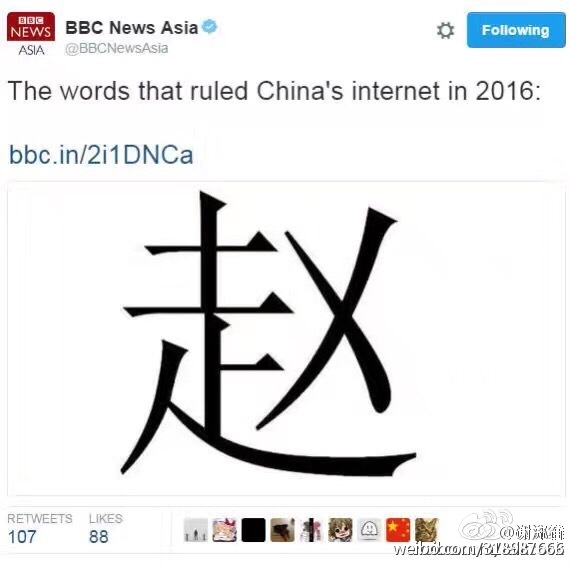 BBC
NEWS
ASIA
BBC News Asia
@BBCNewsAsia
Following
The words that ruled China's internet in 2016:
bbc.in/2i1DNCa
赵
RETWEETS
107
LIKES
88